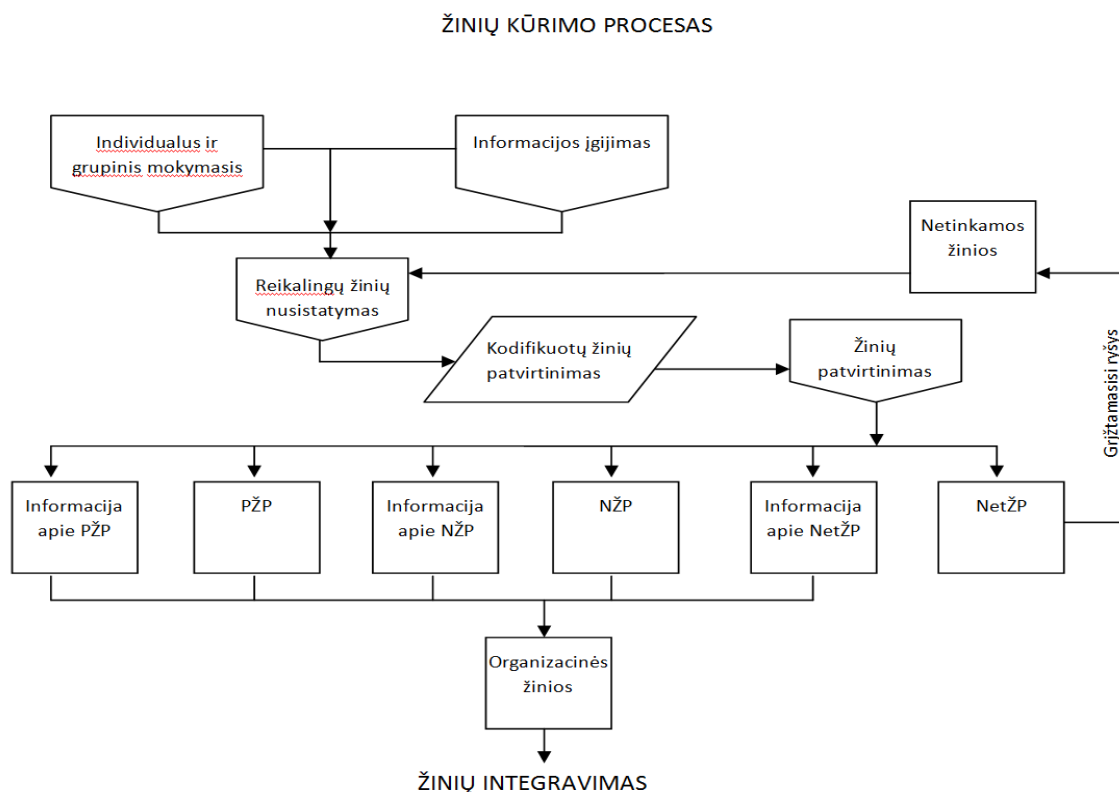 ŽINIŲ KŪRIMO PROCESAS
Individualus ir
grupinis mokymasis
Informacijos įgijimas
Netinkamos
žinios
Reikalingų žinių
nusistatymas
Kodifikuotų žinių
patvirtinimas
Žinių
patvirtinimas
Grįžtamasisi ryšys
Informacija
apie PŽP
PŽP
Informacija
apie NŽP
NŽP
Informacija
apie NetŽP
NetŽP
Organizacinės
žinios
ŽINIŲ INTEGRAVIMAS